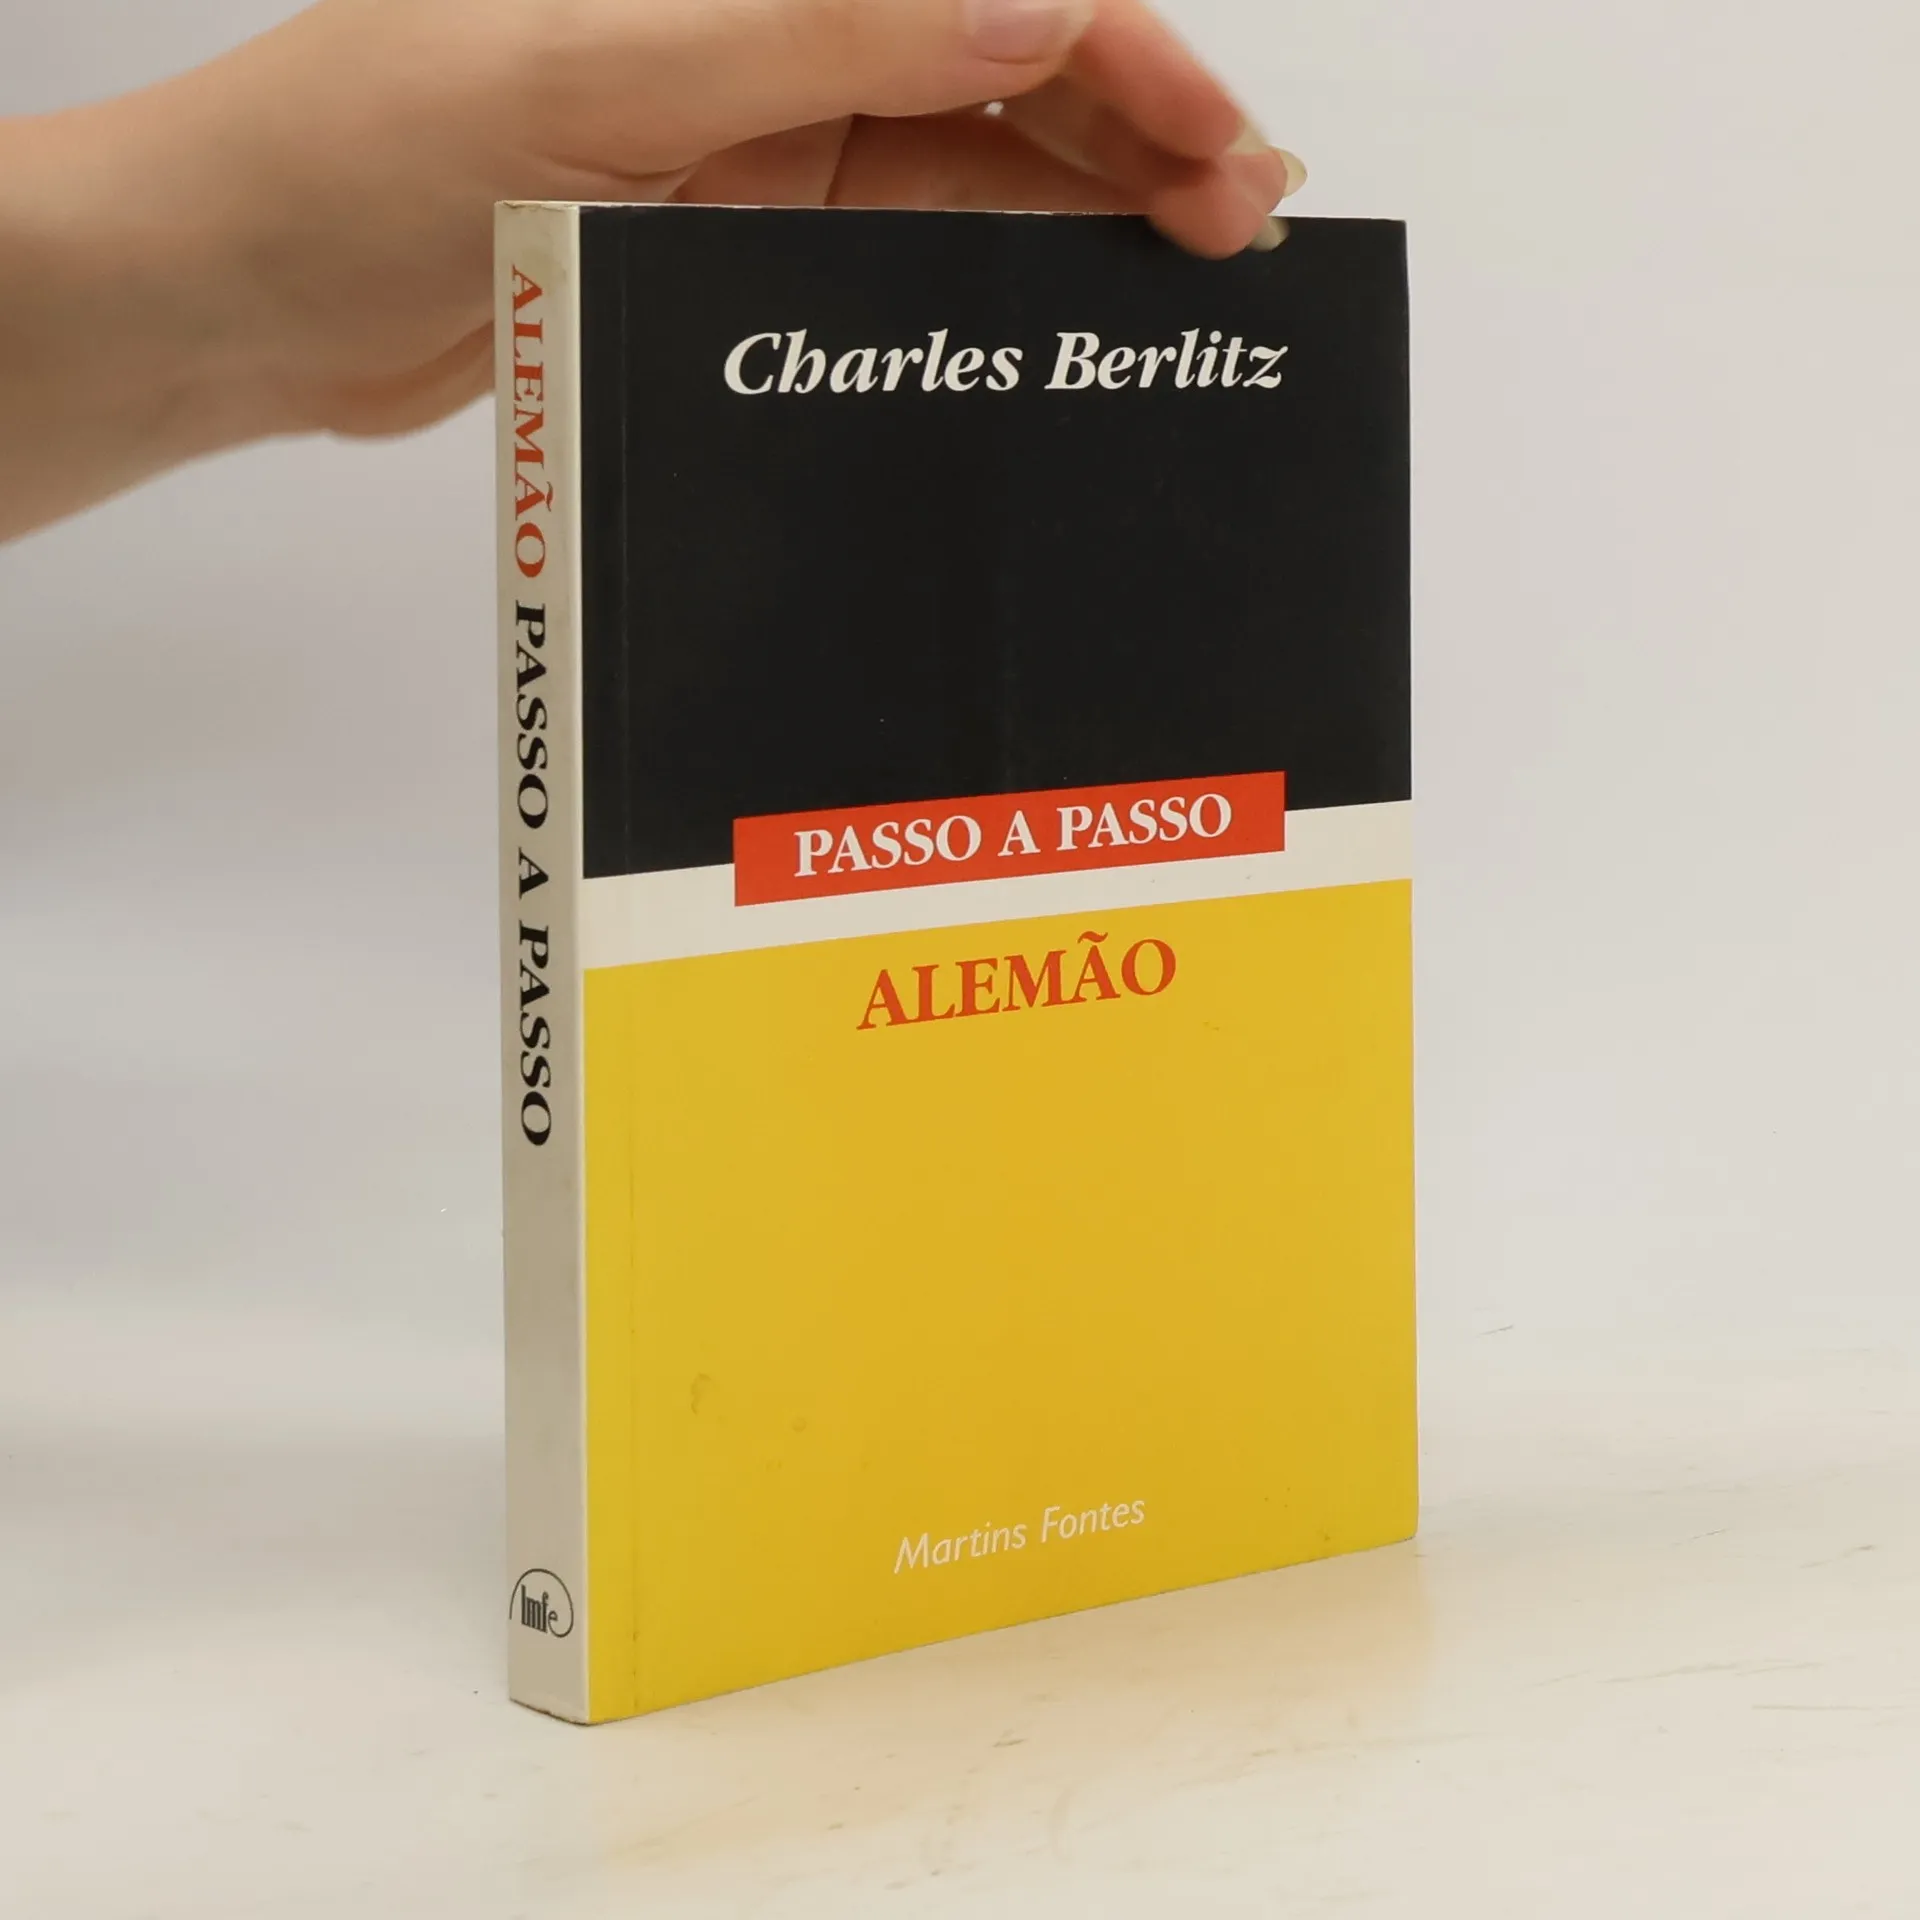 Charles Berlitz
PASSO A PASSO
ALEMÃO
Martins Fontes
ALEMÃO PASSO A PASSO
lmfe